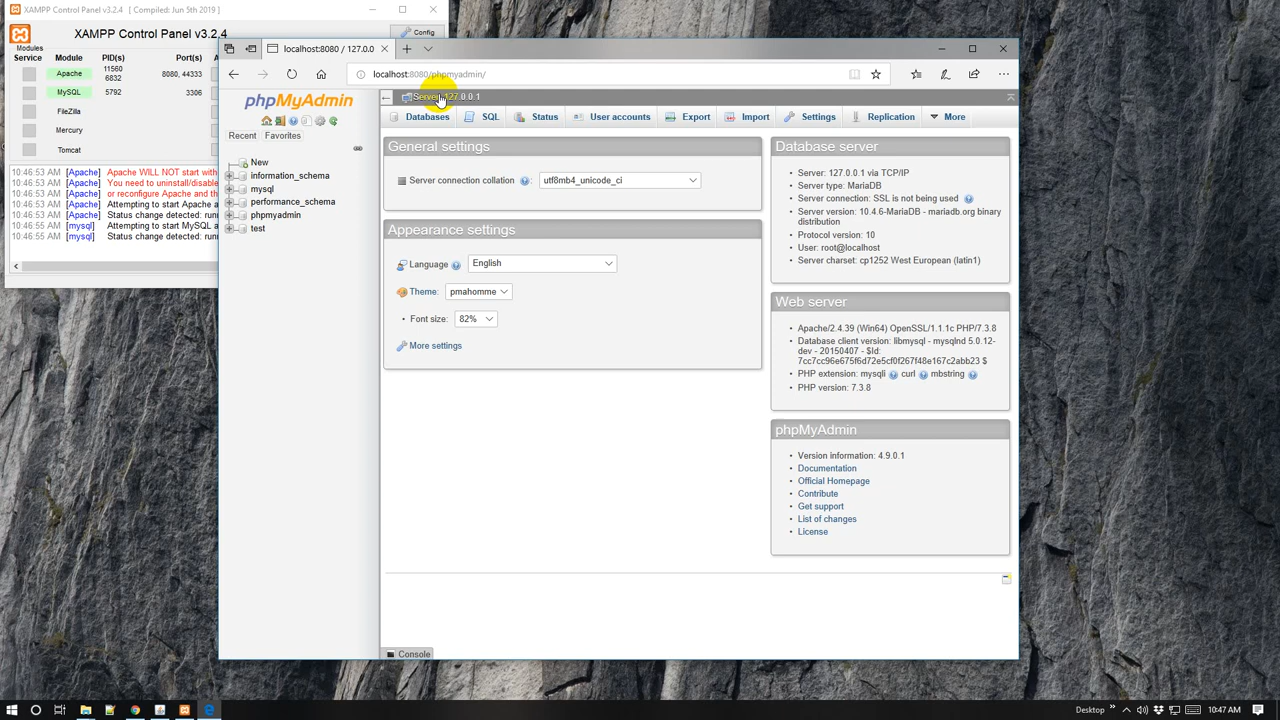 XAMPP Control Panel v3.2.4 [ Compiled: Jun 5th 2019 ]
XAMPP Control Panel v3.2.4
Config
Modules
Service Module PID(s) Port(s)
Apache 11560 6832 8080, 44333
MySQL 5792 3306
FileZilla
Mercury
Tomcat
10:46:53 AM [Apache] Apache WILL NOT start with
10:46:53 AM [Apache] You need to uninstall/disable
10:46:53 AM [Apache] or reconfigure Apache and th
10:46:53 AM [Apache] Attempting to start Apache a
10:46:53 AM [Apache] Status change detected: runn
10:46:55 AM [mysql] Attempting to start MySQL a
10:46:55 AM [mysql] Status change detected: runn
localhost:8080 / 127.0.0
localhost:8080/phpmyadmin/
phpMyAdmin
Recent Favorites
New
information_schema
mysql
performance_schema
phpmyadmin
test
Server: 127.0.0.1
Databases SQL Status User accounts Export Import Settings Replication More
General settings
Server connection collation utf8mb4_unicode_ci
Appearance settings
Language English
Theme: pmahomme
Font size: 82%
More settings
Database server
Server: 127.0.0.1 via TCP/IP
Server type: MariaDB
Server connection: SSL is not being used
Server version: 10.4.6-MariaDB - mariadb.org binary
distribution
Protocol version: 10
User: root@localhost
Server charset: cp1252 West European (latin1)
Web server
Apache/2.4.39 (Win64) OpenSSL/1.1.1c PHP/7.3.8
Database client version: libmysql - mysqlnd 5.0.12-
dev - 20150407 - $Id:
7cc7cc96e675f6d72e5cf0f267f48e167c2abb23 $
PHP extension: mysqli curl mbstring
PHP version: 7.3.8
phpMyAdmin
Version information: 4.9.0.1
Documentation
Official Homepage
Contribute
Get support
List of changes
License
Console
Desktop 10:47 AM